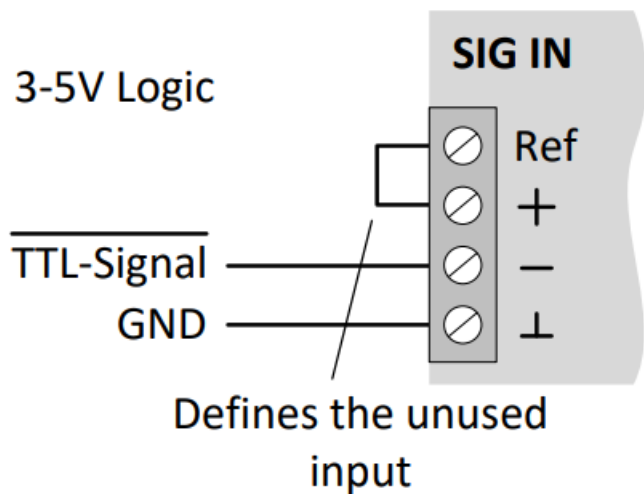 SIG IN
3-5V Logic
Ref
+
TTL-Signal
−
GND
⊥
Defines the unused
input